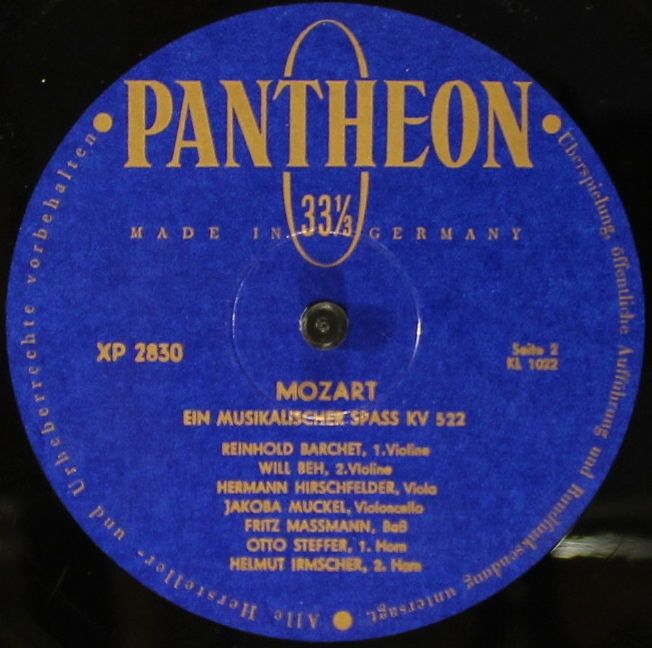 PANTHEON
33⅓
MADE IN GERMANY
XP 2830
Seite 2
KL 1022
MOZART
EIN MUSIKALISCHER SPASS KV 522
REINHOLD BARCHET, 1.Violine
WILL BEH, 2.Violine
HERMANN HIRSCHFELDER, Viola
JAKOBA MUCKEL, Violoncello
FRITZ MASSMANN, Baß
OTTO STEFFER, 1. Horn
HELMUT IRMSCHER, 2. Horn
Alle Hersteller- und Urheberrechte vorbehalten
Überspielung, öffentliche Aufführung und Rundfunksendung untersagt